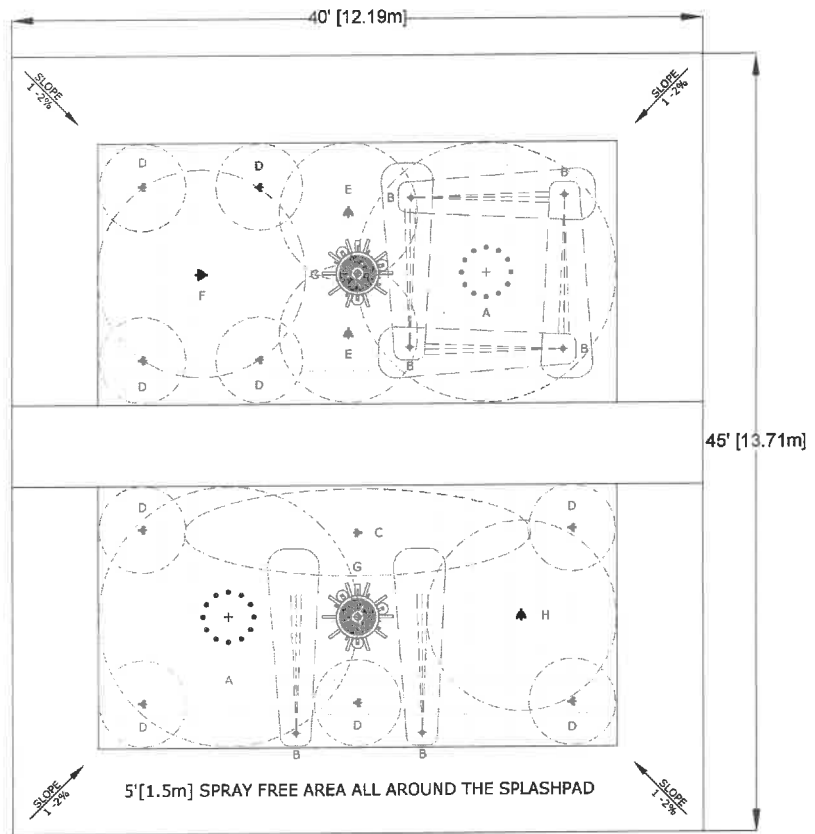 40' [12.19m]
SLOPE
1 -2%
SLOPE
1 -2%
D
D
E
B
B
G
F
A
E
B
B
D
D
45' [13.71m]
D
D
C
G
H
A
D
D
D
B
B
5'[1.5m] SPRAY FREE AREA ALL AROUND THE SPLASHPAD
SLOPE
1 -2%
SLOPE
1 -2%